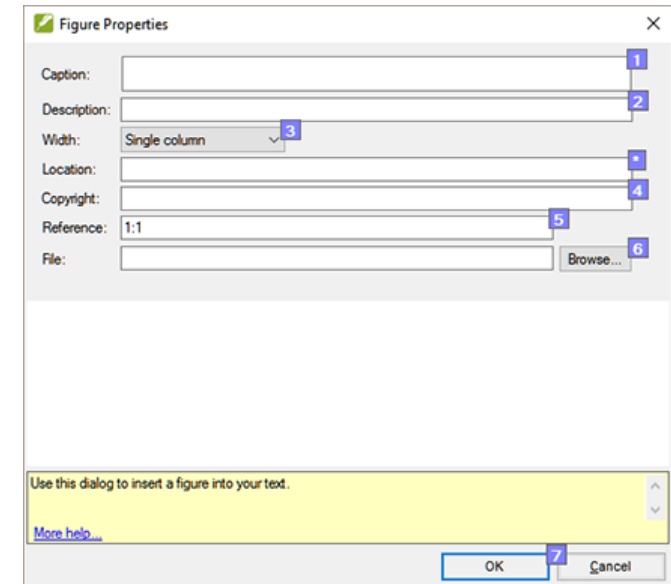 Figure Properties
1
Caption:
2
Description:
3
Width: Single column
*
Location:
4
Copyright:
5
Reference: 1:1
6
File: Browse...
Use this dialog to insert a figure into your text.
More help...
7
OK Cancel